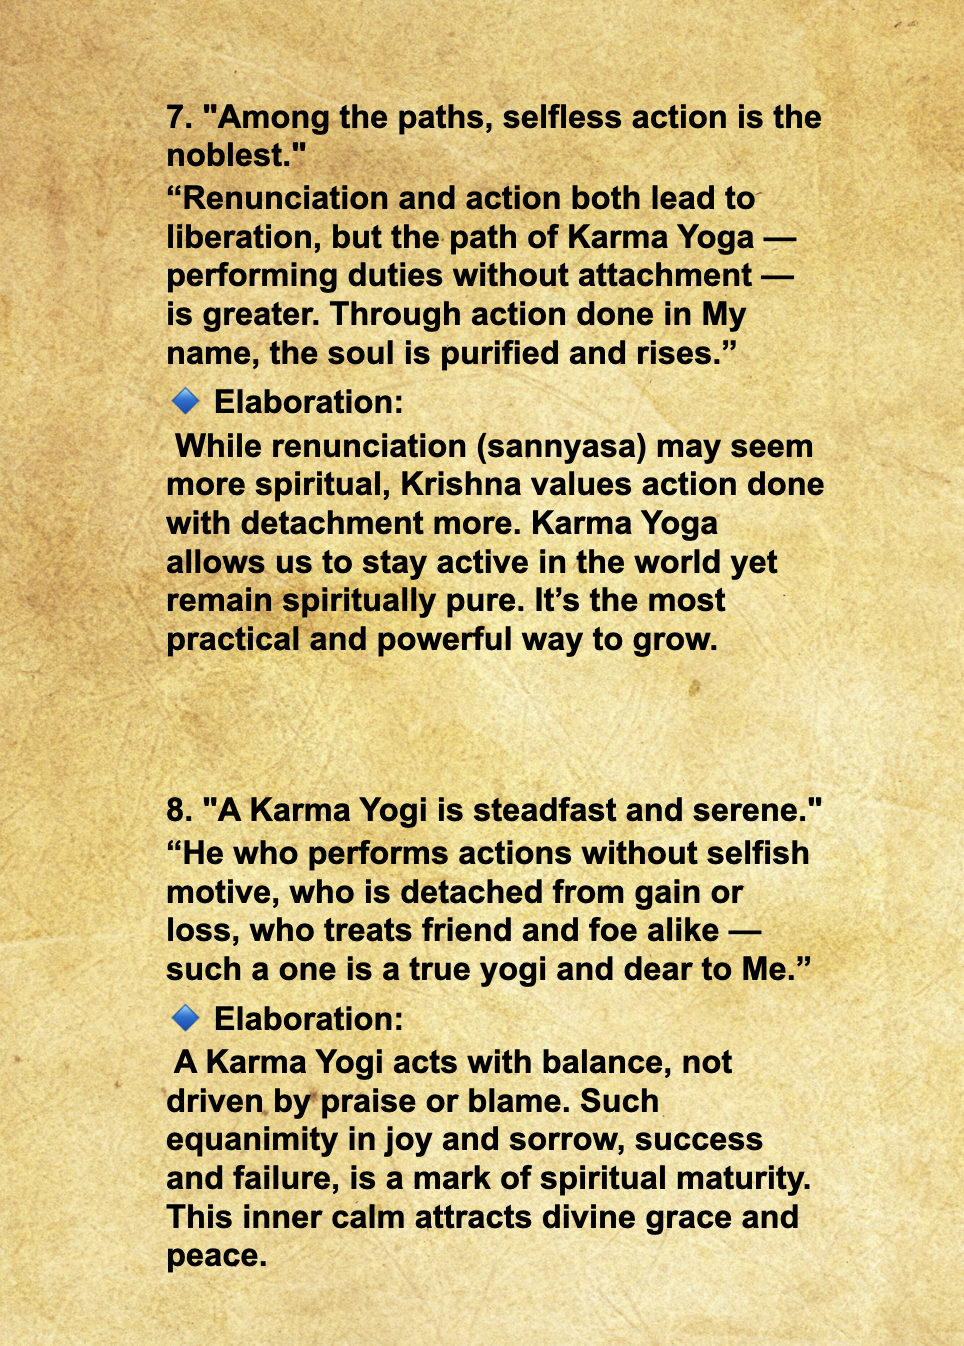 7. "Among the paths, selfless action is the
noblest."
“Renunciation and action both lead to
liberation, but the path of Karma Yoga —
performing duties without attachment —
is greater. Through action done in My
name, the soul is purified and rises.”
🔹 Elaboration:
While renunciation (sannyasa) may seem
more spiritual, Krishna values action done
with detachment more. Karma Yoga
allows us to stay active in the world yet
remain spiritually pure. It’s the most
practical and powerful way to grow.
8. "A Karma Yogi is steadfast and serene."
“He who performs actions without selfish
motive, who is detached from gain or
loss, who treats friend and foe alike —
such a one is a true yogi and dear to Me.”
🔹 Elaboration:
A Karma Yogi acts with balance, not
driven by praise or blame. Such
equanimity in joy and sorrow, success
and failure, is a mark of spiritual maturity.
This inner calm attracts divine grace and
peace.